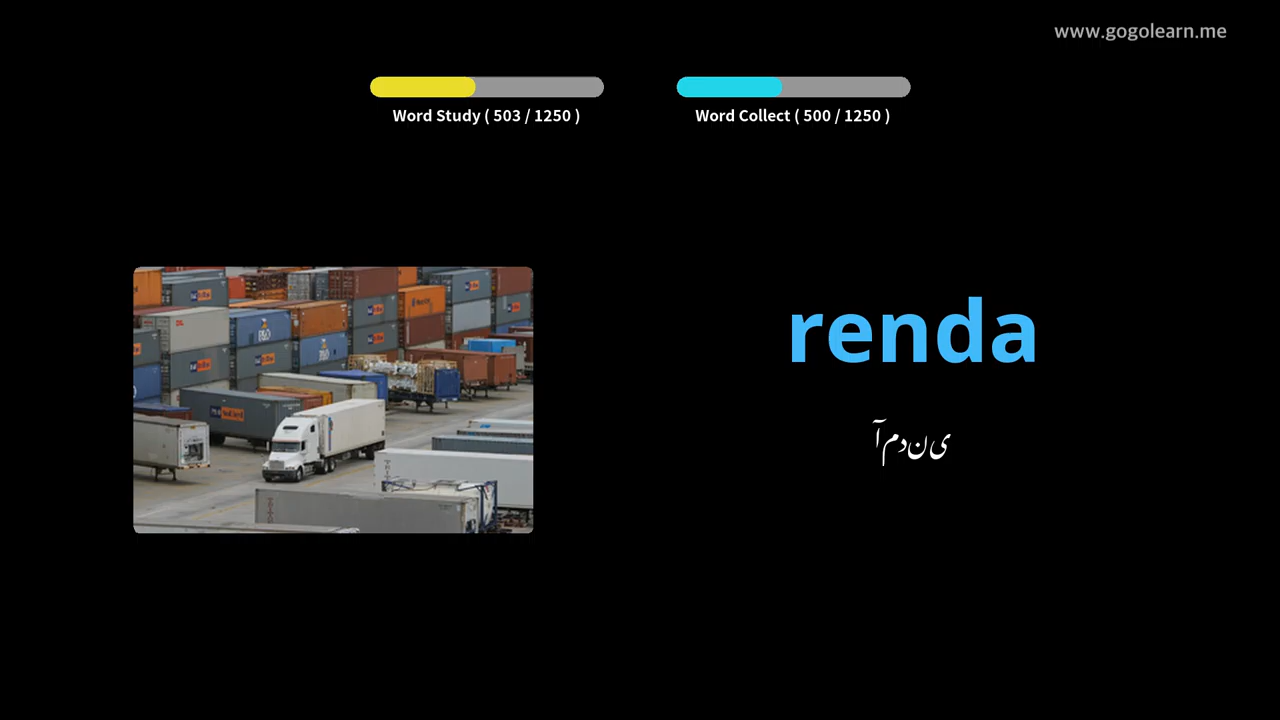 www.gogolearn.me
Word Study ( 503 / 1250 )
Word Collect ( 500 / 1250 )
renda
آمدنی
P&O
P&O